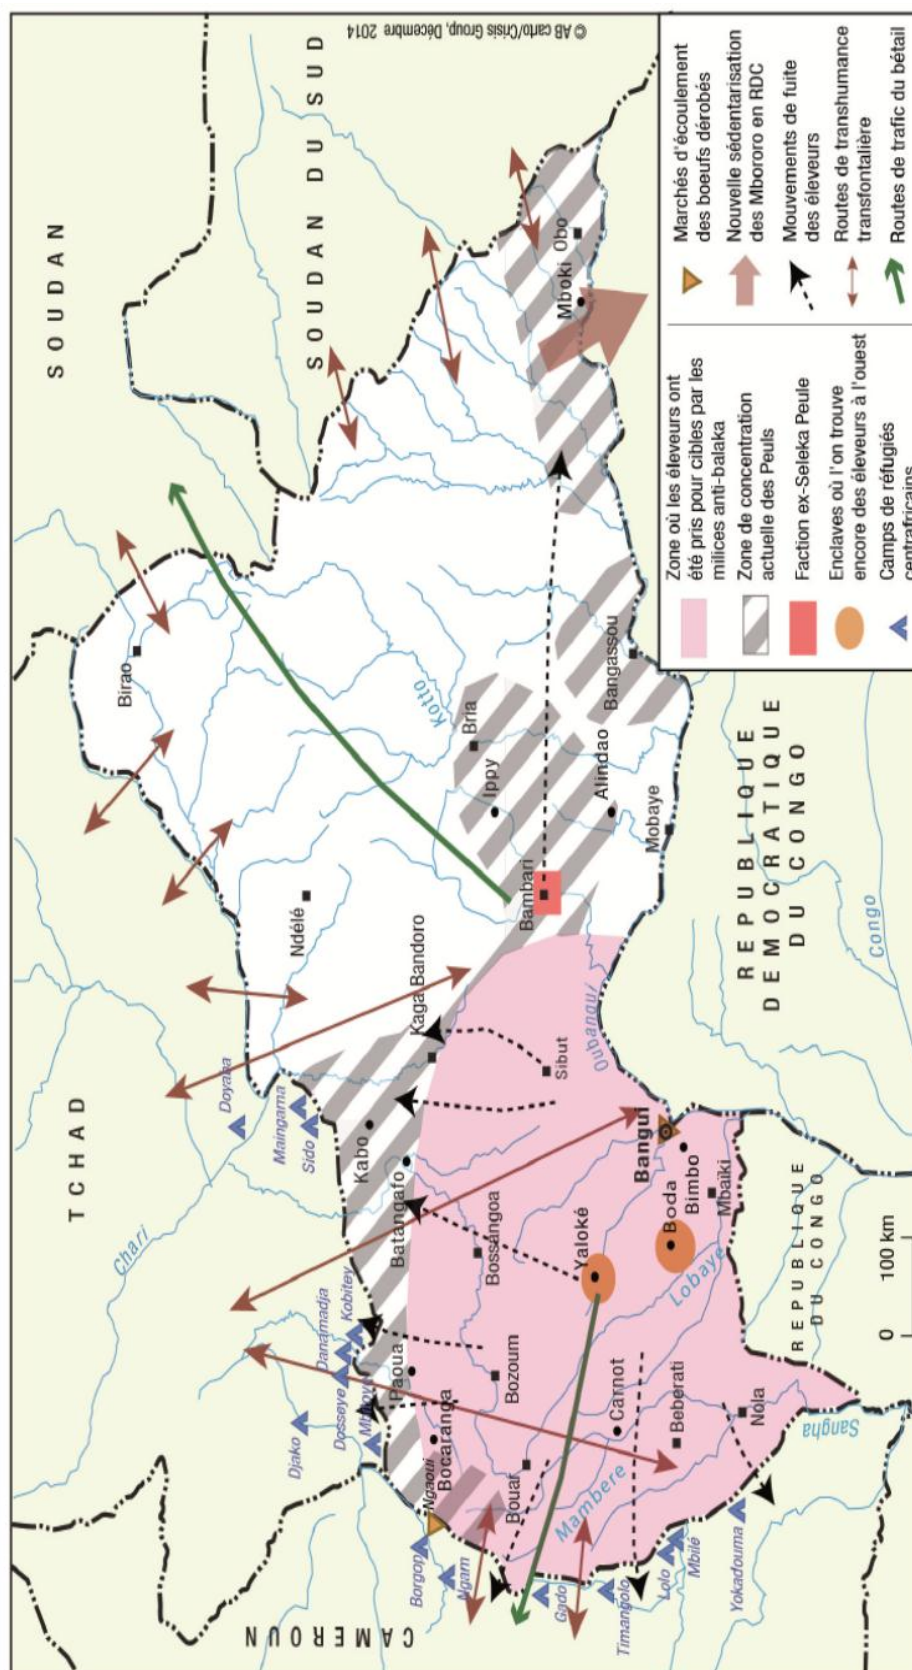 SOUDAN
TCHAD
SOUDAN DU SUD
CAMEROUN
REPUBLIQUE
DEMOCRATIQUE
DU CONGO
REPUBLIQUE
DU CONGO
Chari
Kotto
Oubangui
Congo
Lobaye
Mambere
Sangha
Birao
Ndélé
Doyaba
Maingama
Sido
Kabo
Kaga Bandoro
Batangafo
Kobitey
Danamadja
Dosseye
Djako
Paoua
Bocaranga
Ngaoui
Borgop
Ngam
Bossangoa
Bozoum
Bouar
Bria
Ippy
Bambari
Sibut
Alindao
Bangassou
Mobaye
Mboki
Obo
Yaloké
Bangui
Bimbo
Boda
Mbaïki
Carnot
Berberati
Nola
Gado
Timangolo
Lolo
Mbilé
Yokadouma
0
100 km
Zone où les éleveurs ont
été pris pour cibles par les
milices anti-balaka
Zone de concentration
actuelle des Peuls
Faction ex-Seleka Peule
Enclaves où l'on trouve
encore des éleveurs à l'ouest
Camps de réfugiés
centrafricains
Marchés d'écoulement
des boeufs dérobés
Nouvelle sédentarisation
des Mbororo en RDC
Mouvements de fuite
des éleveurs
Routes de transhumance
transfontalière
Routes de trafic du bétail
© AB carto/Crisis Group, Décembre 2014